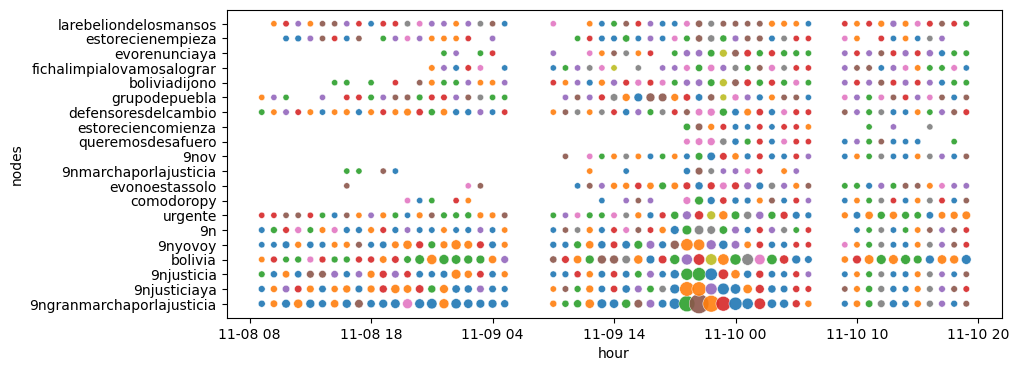 larebeliondelosmansos
estorecienempieza
evorenunciaya
fichalimpialovamosalograr
boliviadijono
grupodepuebla
defensoresdelcambio
estoreciencomienza
queremosdesafuero
9nov
9nmarchaporlajusticia
evonoestassolo
comodoropy
urgente
9n
9nyovoy
bolivia
9njusticia
9njusticiaya
9ngranmarchaporlajusticia
nodes
11-08 08 11-08 18 11-09 04 11-09 14 11-10 00 11-10 10 11-10 20
hour